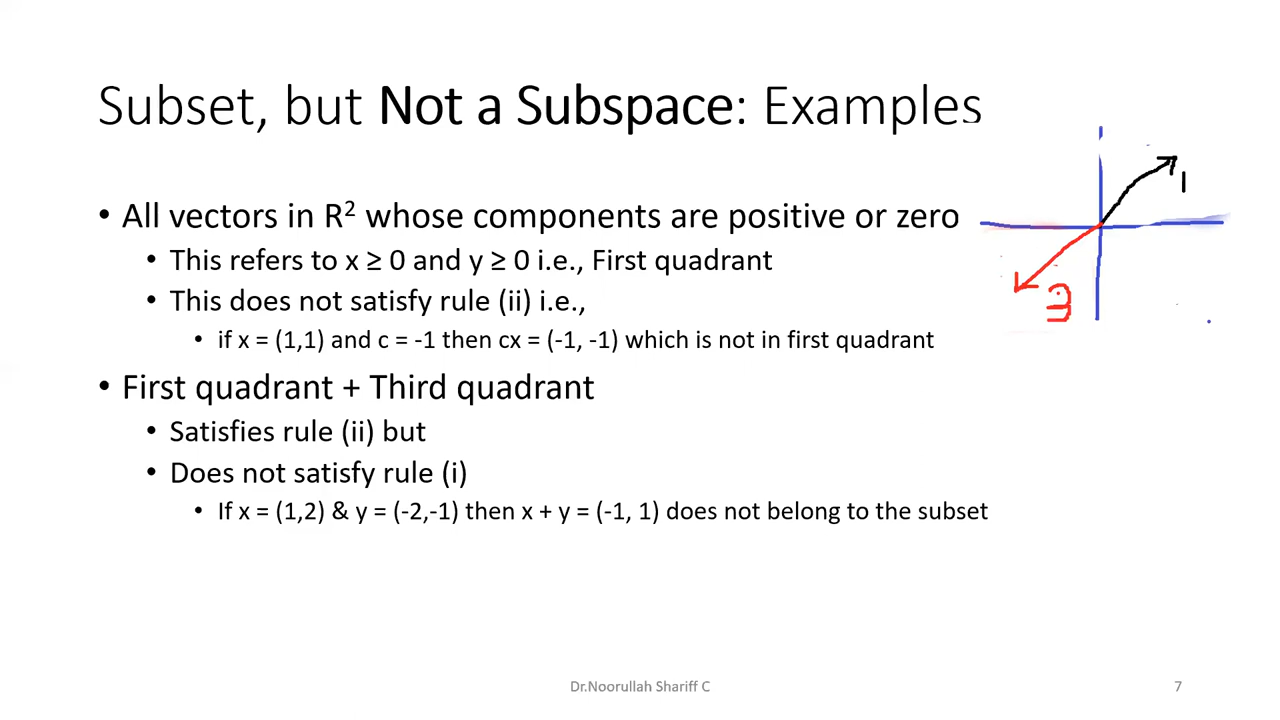 Subset, but Not a Subspace: Examples
1
• All vectors in R² whose components are positive or zero
• This refers to x ≥ 0 and y ≥ 0 i.e., First quadrant
3
• This does not satisfy rule (ii) i.e.,
• if x = (1,1) and c = -1 then cx = (-1, -1) which is not in first quadrant
• First quadrant + Third quadrant
• Satisfies rule (ii) but
• Does not satisfy rule (i)
• If x = (1,2) & y = (-2,-1) then x + y = (-1, 1) does not belong to the subset
Dr.Noorullah Shariff C
7